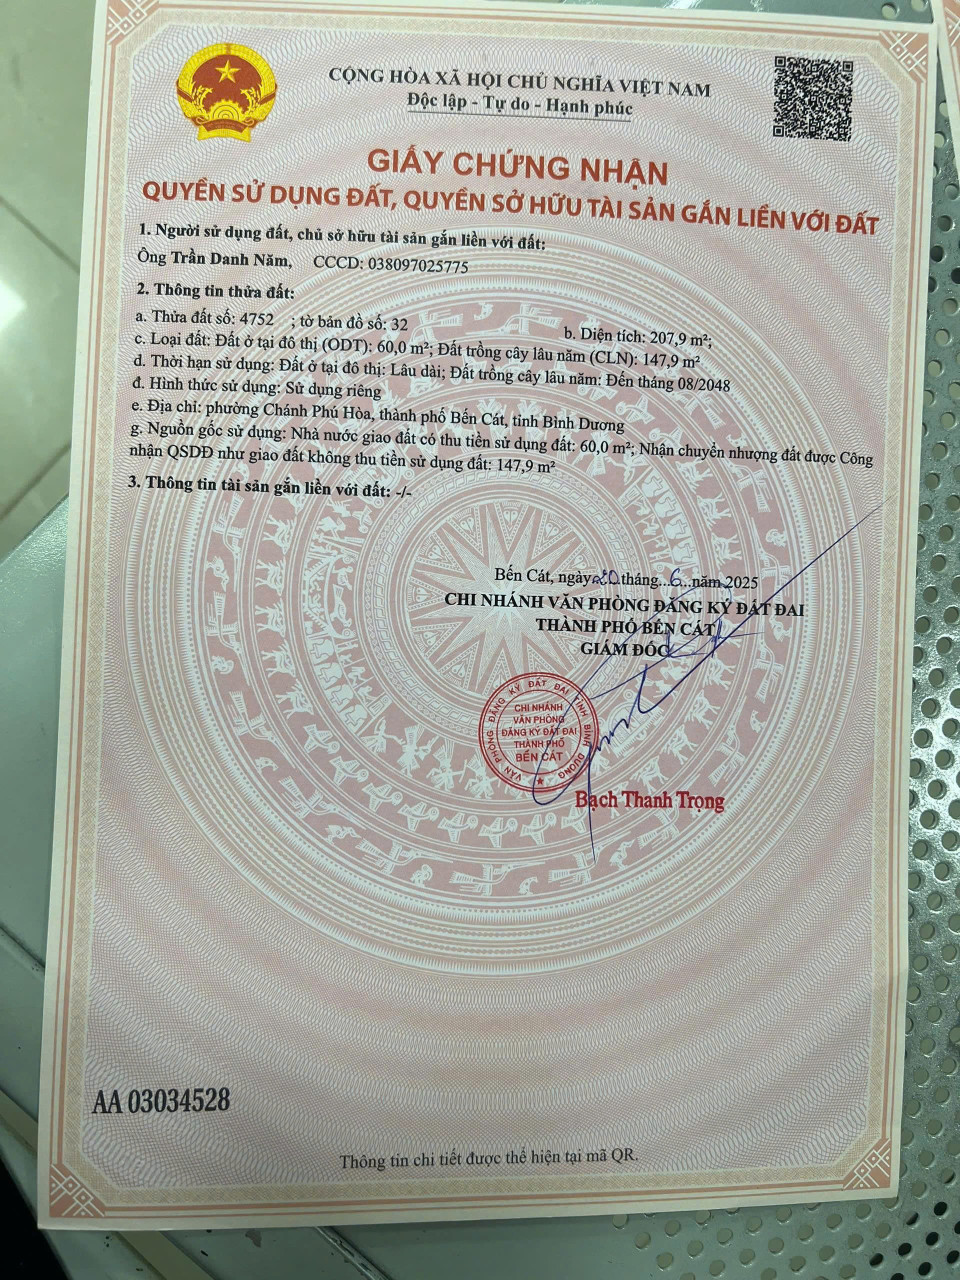 CỘNG HÒA XÃ HỘI CHỦ NGHĨA VIỆT NAM
Độc lập - Tự do - Hạnh phúc
GIẤY CHỨNG NHẬN
QUYỀN SỬ DỤNG ĐẤT, QUYỀN SỞ HỮU TÀI SẢN GẮN LIỀN VỚI ĐẤT
1. Người sử dụng đất, chủ sở hữu tài sản gắn liền với đất:
Ông Trần Danh Năm, CCCD: 038097025775
2. Thông tin thửa đất:
a. Thửa đất số: 4752 ; tờ bản đồ số: 32
b. Diện tích: 207,9 m²;
c. Loại đất: Đất ở tại đô thị (ODT): 60,0 m²; Đất trồng cây lâu năm (CLN): 147,9 m²
d. Thời hạn sử dụng: Đất ở tại đô thị: Lâu dài; Đất trồng cây lâu năm: Đến tháng 08/2048
đ. Hình thức sử dụng: Sử dụng riêng
e. Địa chỉ: phường Chánh Phú Hòa, thành phố Bến Cát, tỉnh Bình Dương
g. Nguồn gốc sử dụng: Nhà nước giao đất có thu tiền sử dụng đất: 60,0 m²; Nhận chuyển nhượng đất được Công
nhận QSDĐ như giao đất không thu tiền sử dụng đất: 147,9 m²
3. Thông tin tài sản gắn liền với đất: -/-
Bến Cát, ngày 20 tháng...6...năm 2025
CHI NHÁNH VĂN PHÒNG ĐĂNG KÝ ĐẤT ĐAI
THÀNH PHỐ BẾN CÁT
GIÁM ĐỐC
VĂN PHÒNG ĐĂNG KÝ ĐẤT ĐAI TỈNH BÌNH DƯƠNG
CHI NHÁNH
VĂN PHÒNG
ĐĂNG KÝ ĐẤT ĐAI
THÀNH PHỐ
BẾN CÁT
Bạch Thanh Trọng
AA 03034528
Thông tin chi tiết được thể hiện tại mã QR.